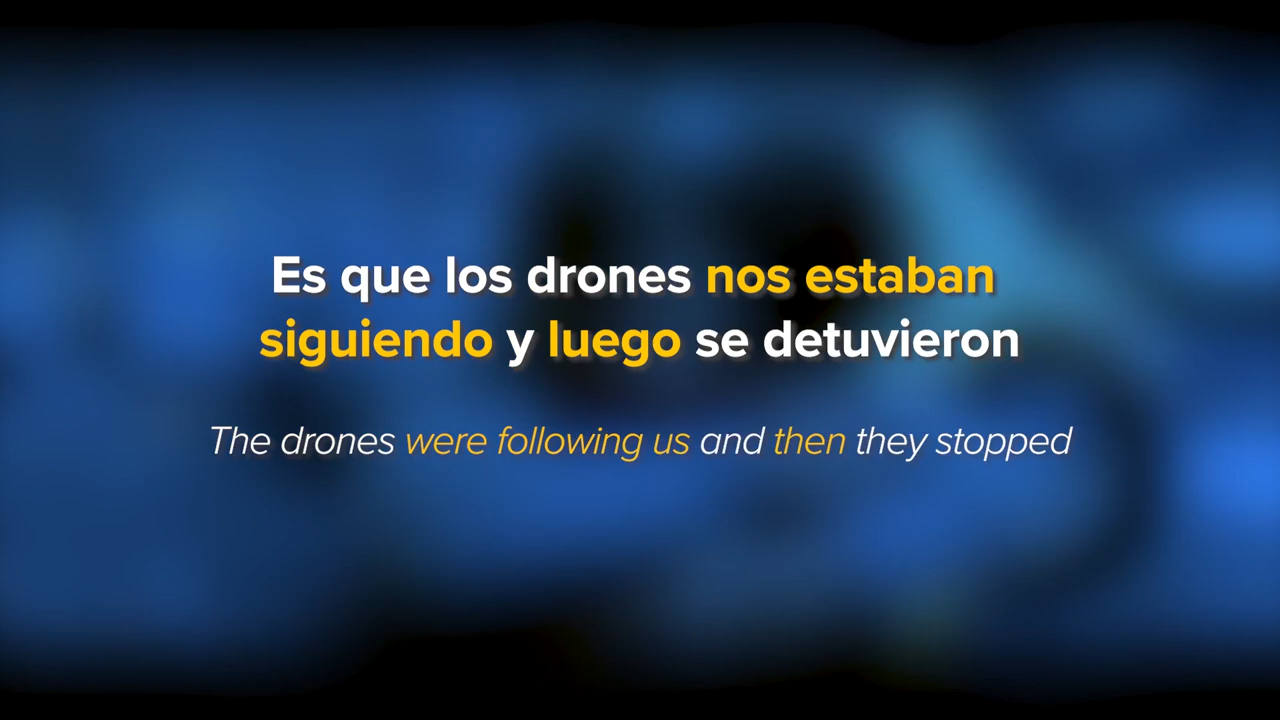 Es que los drones nos estaban
siguiendo y luego se detuvieron
The drones were following us and then they stopped